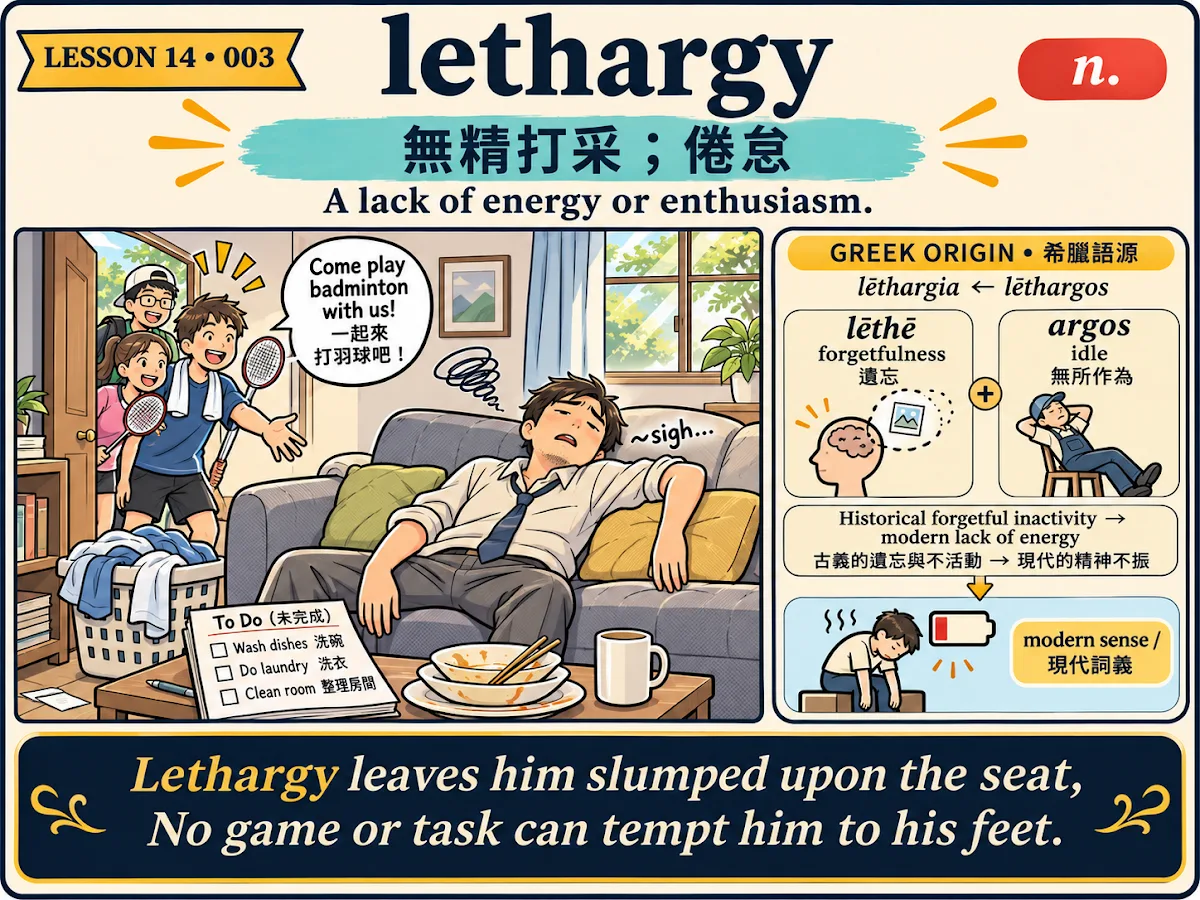 LESSON 14 • 003
lethargy
n.
無精打采；倦怠
A lack of energy or enthusiasm.
Come play
badminton
with us!
一起來
打羽球吧！
~sigh...
To Do (未完成)
Wash dishes 洗碗
Do laundry 洗衣
Clean room 整理房間
GREEK ORIGIN • 希臘語源
lēthargia ← lēthargos
lēthē
forgetfulness
遺忘
+
argos
idle
無所作為
Historical forgetful inactivity →
modern lack of energy
古義的遺忘與不活動 → 現代的精神不振
modern sense /
現代詞義
Lethargy leaves him slumped upon the seat,
No game or task can tempt him to his feet.